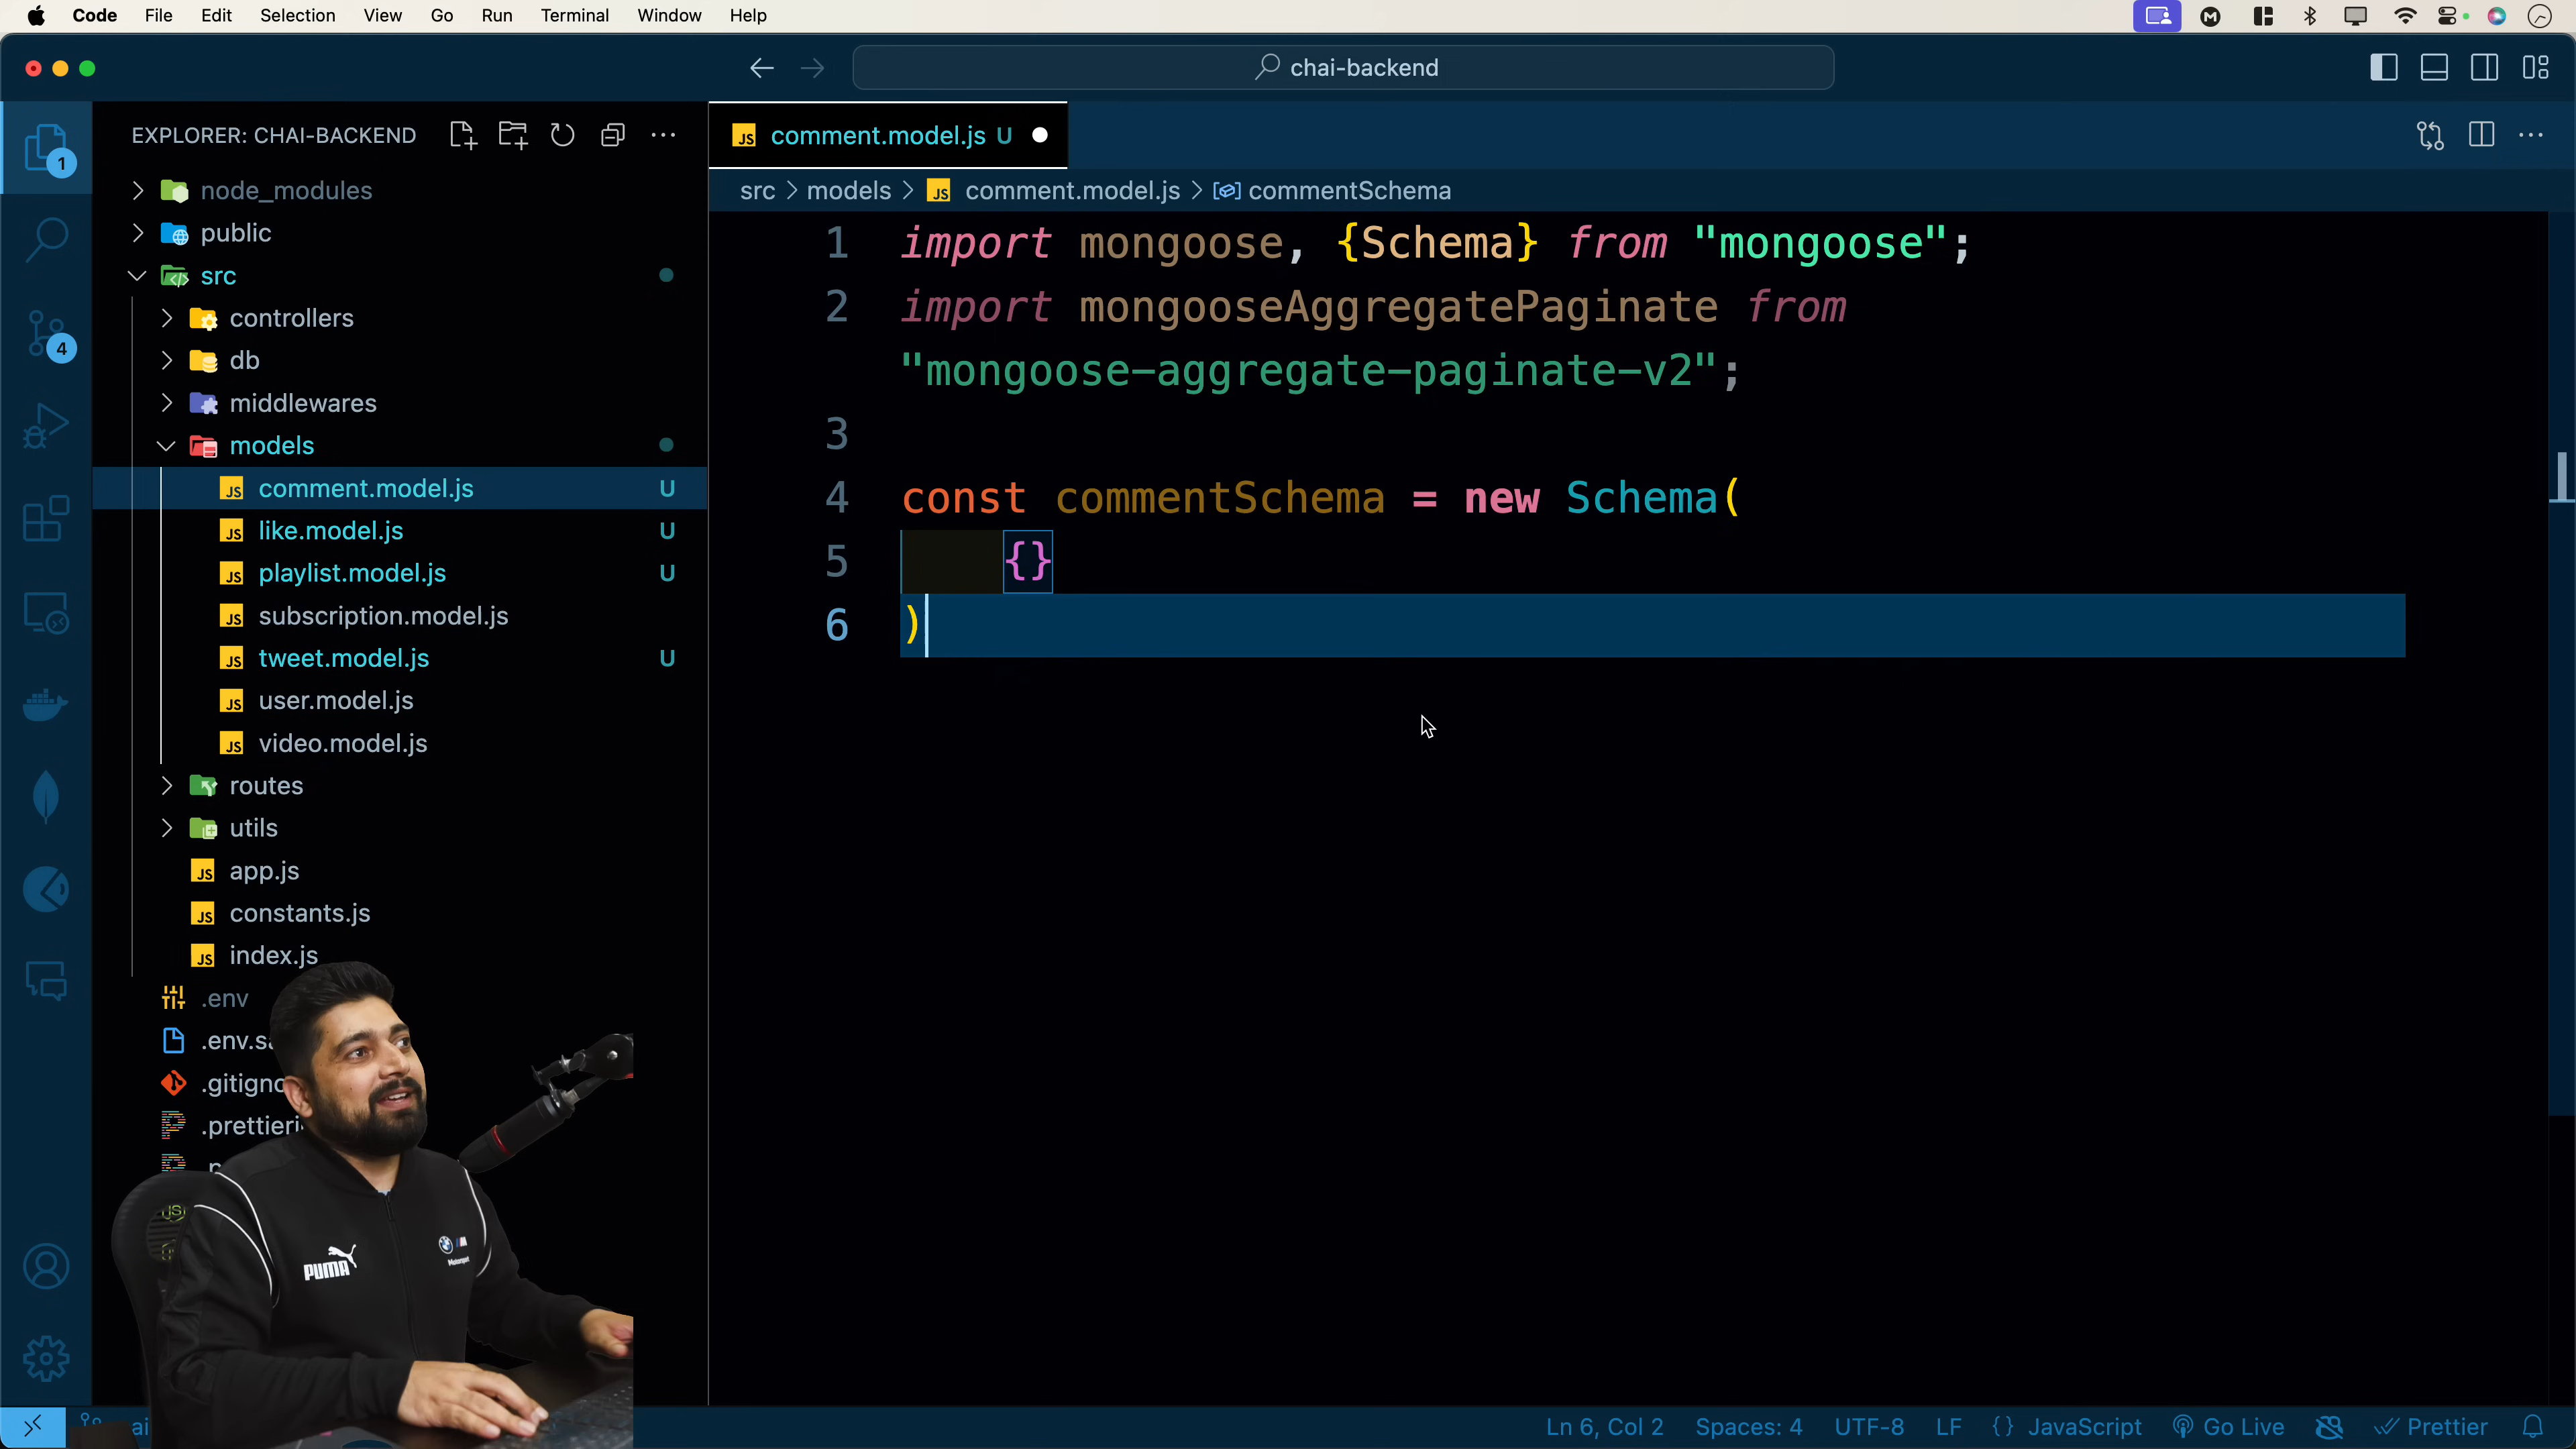 Code File Edit Selection View Go Run Terminal Window Help
chai-backend
EXPLORER: CHAI-BACKEND
1
4
node_modules
public
src
controllers
db
middlewares
models
comment.model.js U
like.model.js U
playlist.model.js U
subscription.model.js
tweet.model.js U
user.model.js
video.model.js
routes
utils
app.js
constants.js
index.js
.env
comment.model.js U
src > models > comment.model.js > commentSchema
1 import mongoose, {Schema} from "mongoose";
2 import mongooseAggregatePaginate from
"mongoose-aggregate-paginate-v2";
3
4 const commentSchema = new Schema(
5 {}
6 )
PUMA
Motorsport
Ln 6, Col 2 Spaces: 4 UTF-8 LF {} JavaScript Go Live Prettier